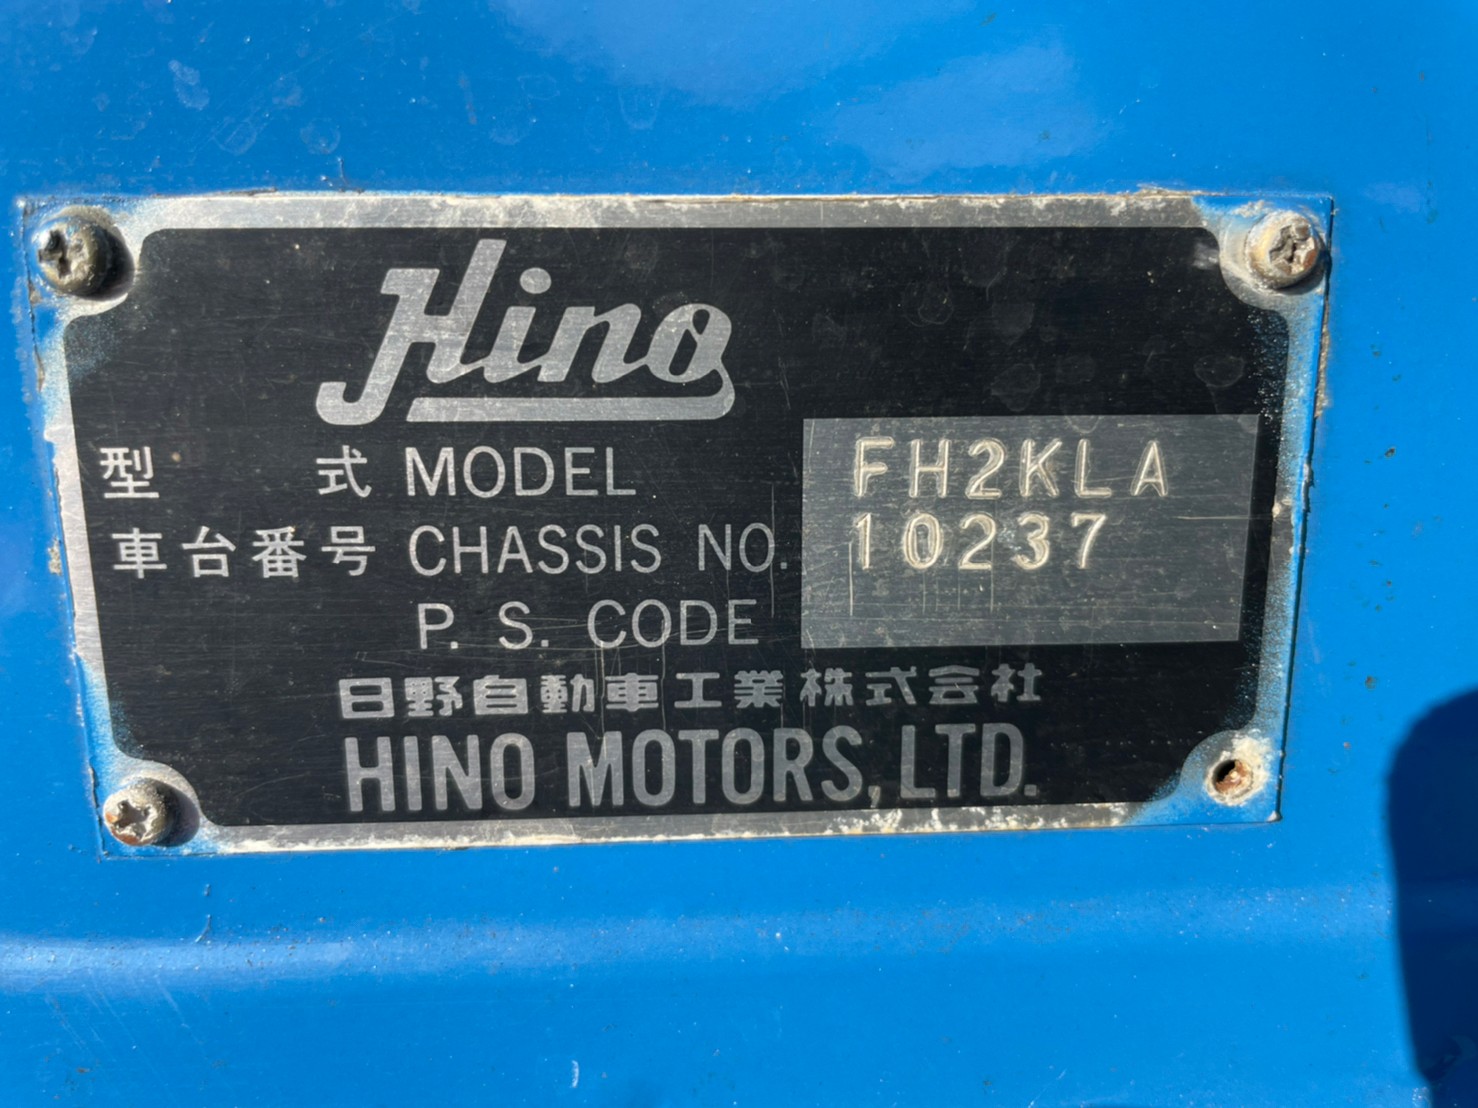 Hino
型式 MODEL FH2KLA
車台番号 CHASSIS NO. 10237
P. S. CODE
日野自動車工業株式会社
HINO MOTORS, LTD.